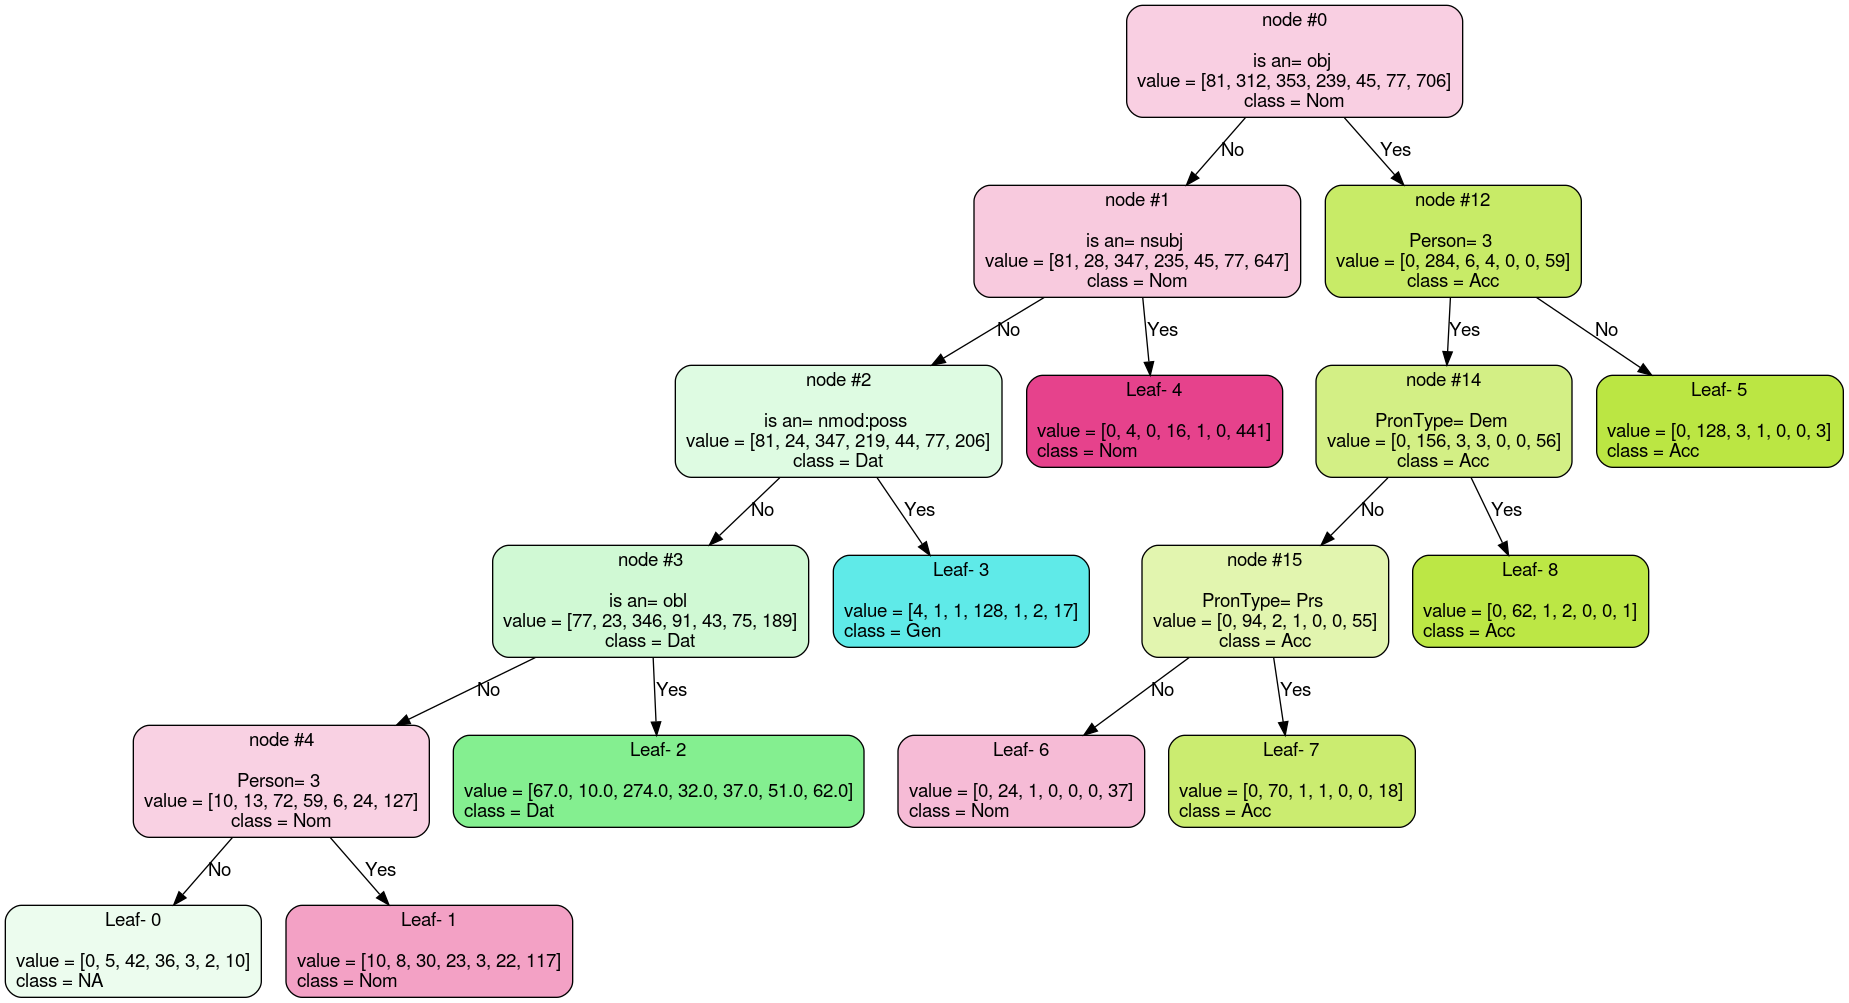 node #0
is an= obj
value = [81, 312, 353, 239, 45, 77, 706]
class = Nom
No
Yes
node #1
is an= nsubj
value = [81, 28, 347, 235, 45, 77, 647]
class = Nom
node #12
Person= 3
value = [0, 284, 6, 4, 0, 0, 59]
class = Acc
No
Yes
Yes
No
node #2
is an= nmod:poss
value = [81, 24, 347, 219, 44, 77, 206]
class = Dat
Leaf- 4
value = [0, 4, 0, 16, 1, 0, 441]
class = Nom
node #14
PronType= Dem
value = [0, 156, 3, 3, 0, 0, 56]
class = Acc
Leaf- 5
value = [0, 128, 3, 1, 0, 0, 3]
class = Acc
No
Yes
No
Yes
node #3
is an= obl
value = [77, 23, 346, 91, 43, 75, 189]
class = Dat
Leaf- 3
value = [4, 1, 1, 128, 1, 2, 17]
class = Gen
node #15
PronType= Prs
value = [0, 94, 2, 1, 0, 0, 55]
class = Acc
Leaf- 8
value = [0, 62, 1, 2, 0, 0, 1]
class = Acc
No
Yes
No
Yes
node #4
Person= 3
value = [10, 13, 72, 59, 6, 24, 127]
class = Nom
Leaf- 2
value = [67.0, 10.0, 274.0, 32.0, 37.0, 51.0, 62.0]
class = Dat
Leaf- 6
value = [0, 24, 1, 0, 0, 0, 37]
class = Nom
Leaf- 7
value = [0, 70, 1, 1, 0, 0, 18]
class = Acc
No
Yes
Leaf- 0
value = [0, 5, 42, 36, 3, 2, 10]
class = NA
Leaf- 1
value = [10, 8, 30, 23, 3, 22, 117]
class = Nom